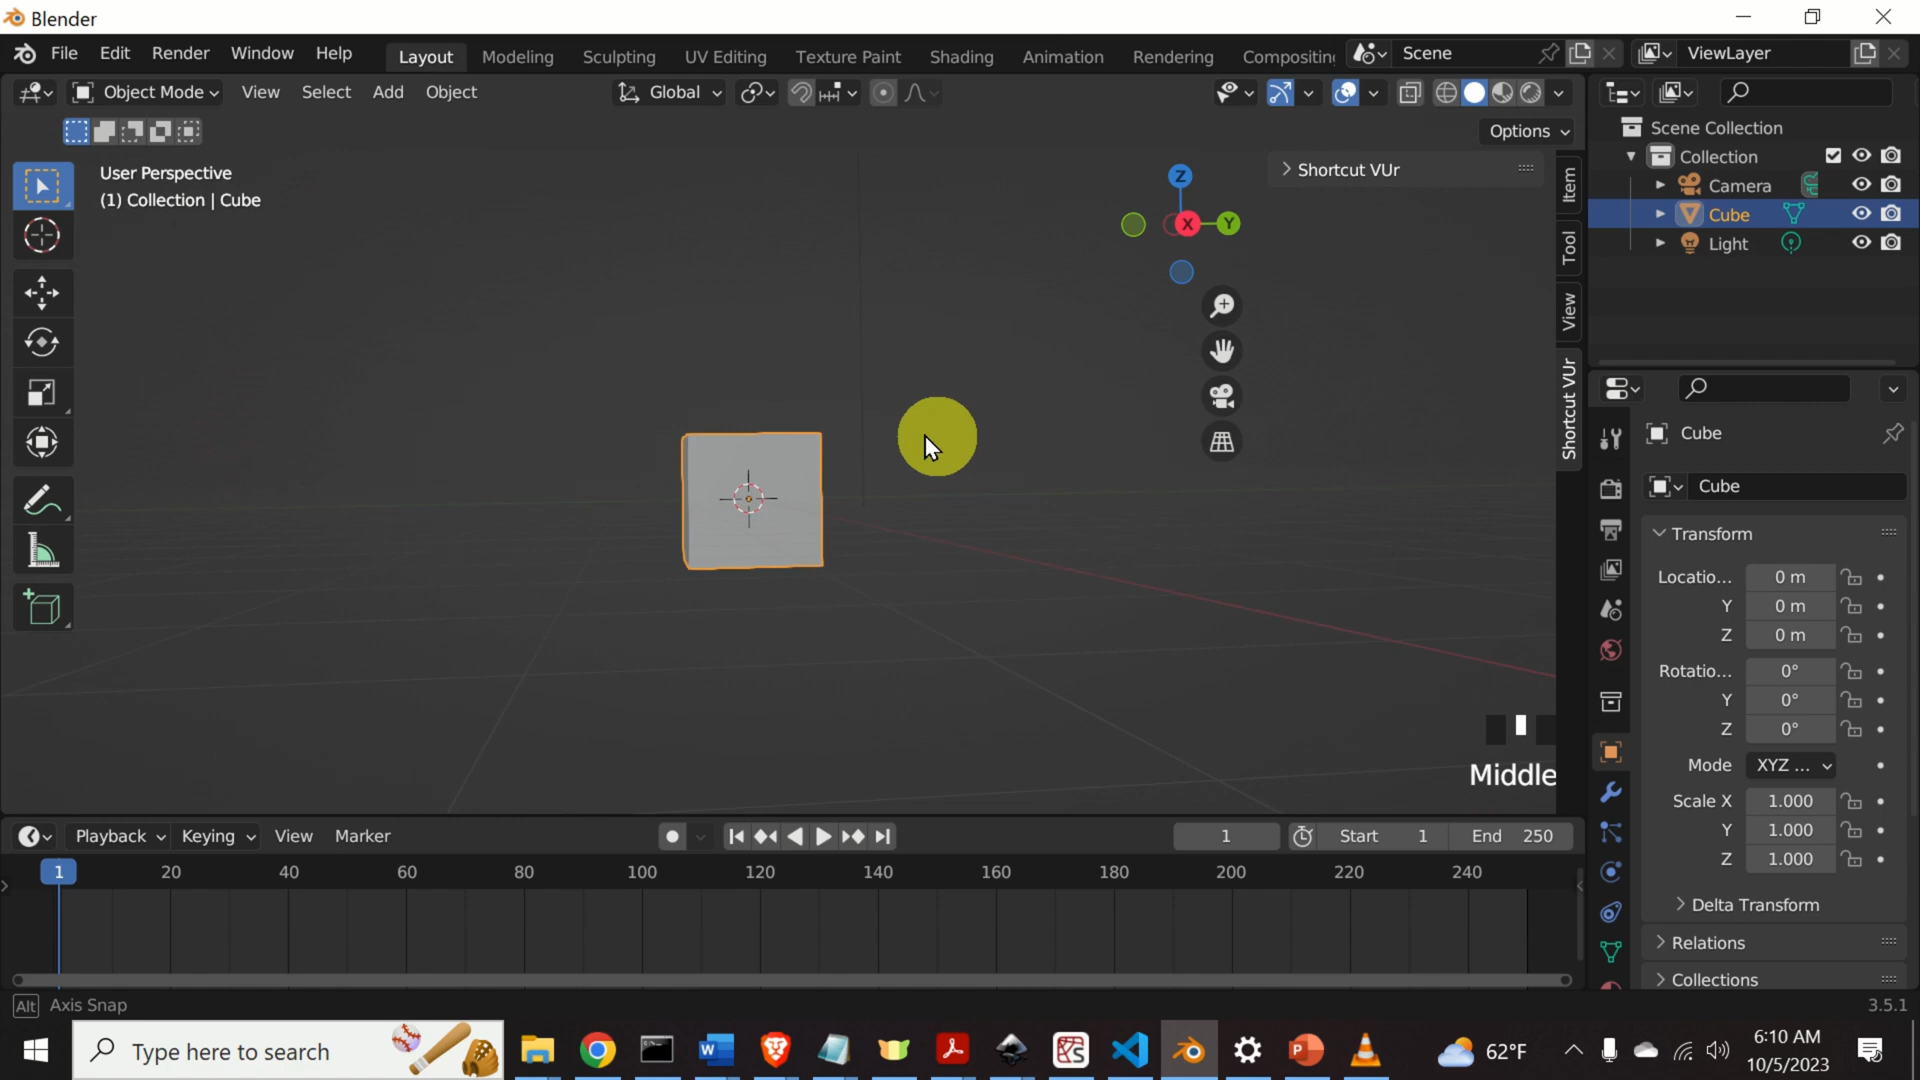 Blender
File Edit Render Window Help
Layout Modeling Sculpting UV Editing Texture Paint Shading Animation Rendering Compositing
Scene
ViewLayer
Object Mode View Select Add Object
Global
Options
User Perspective
(1) Collection | Cube
Shortcut VUr
Z
X
Y
Item
Tool
View
Shortcut VUr
Scene Collection
Collection
Camera
Cube
Light
Cube
Cube
Transform
Locatio... 0 m
Y 0 m
Z 0 m
Rotatio... 0°
Y 0°
Z 0°
Mode XYZ ...
Scale X 1.000
Y 1.000
Z 1.000
Delta Transform
Relations
Collections
Middle
Playback Keying View Marker
1 Start 1 End 250
1 20 40 60 80 100 120 140 160 180 200 220 240
Alt Axis Snap
3.5.1
Type here to search
62°F
6:10 AM
10/5/2023